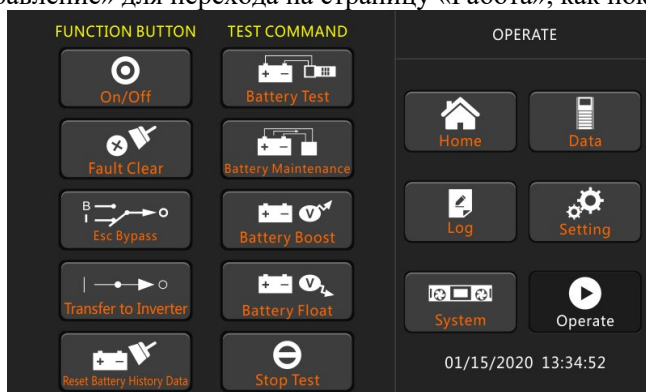 авление» для перехода на страницу «Работа», как пок
FUNCTION BUTTON
TEST COMMAND
OPERATE
On/Off
Battery Test
Fault Clear
Battery Maintenance
Home
Data
B
I
Esc Bypass
Battery Boost
Log
Setting
Transfer to Inverter
Battery Float
System
Operate
Reset Battery History Data
Stop Test
01/15/2020 13:34:52